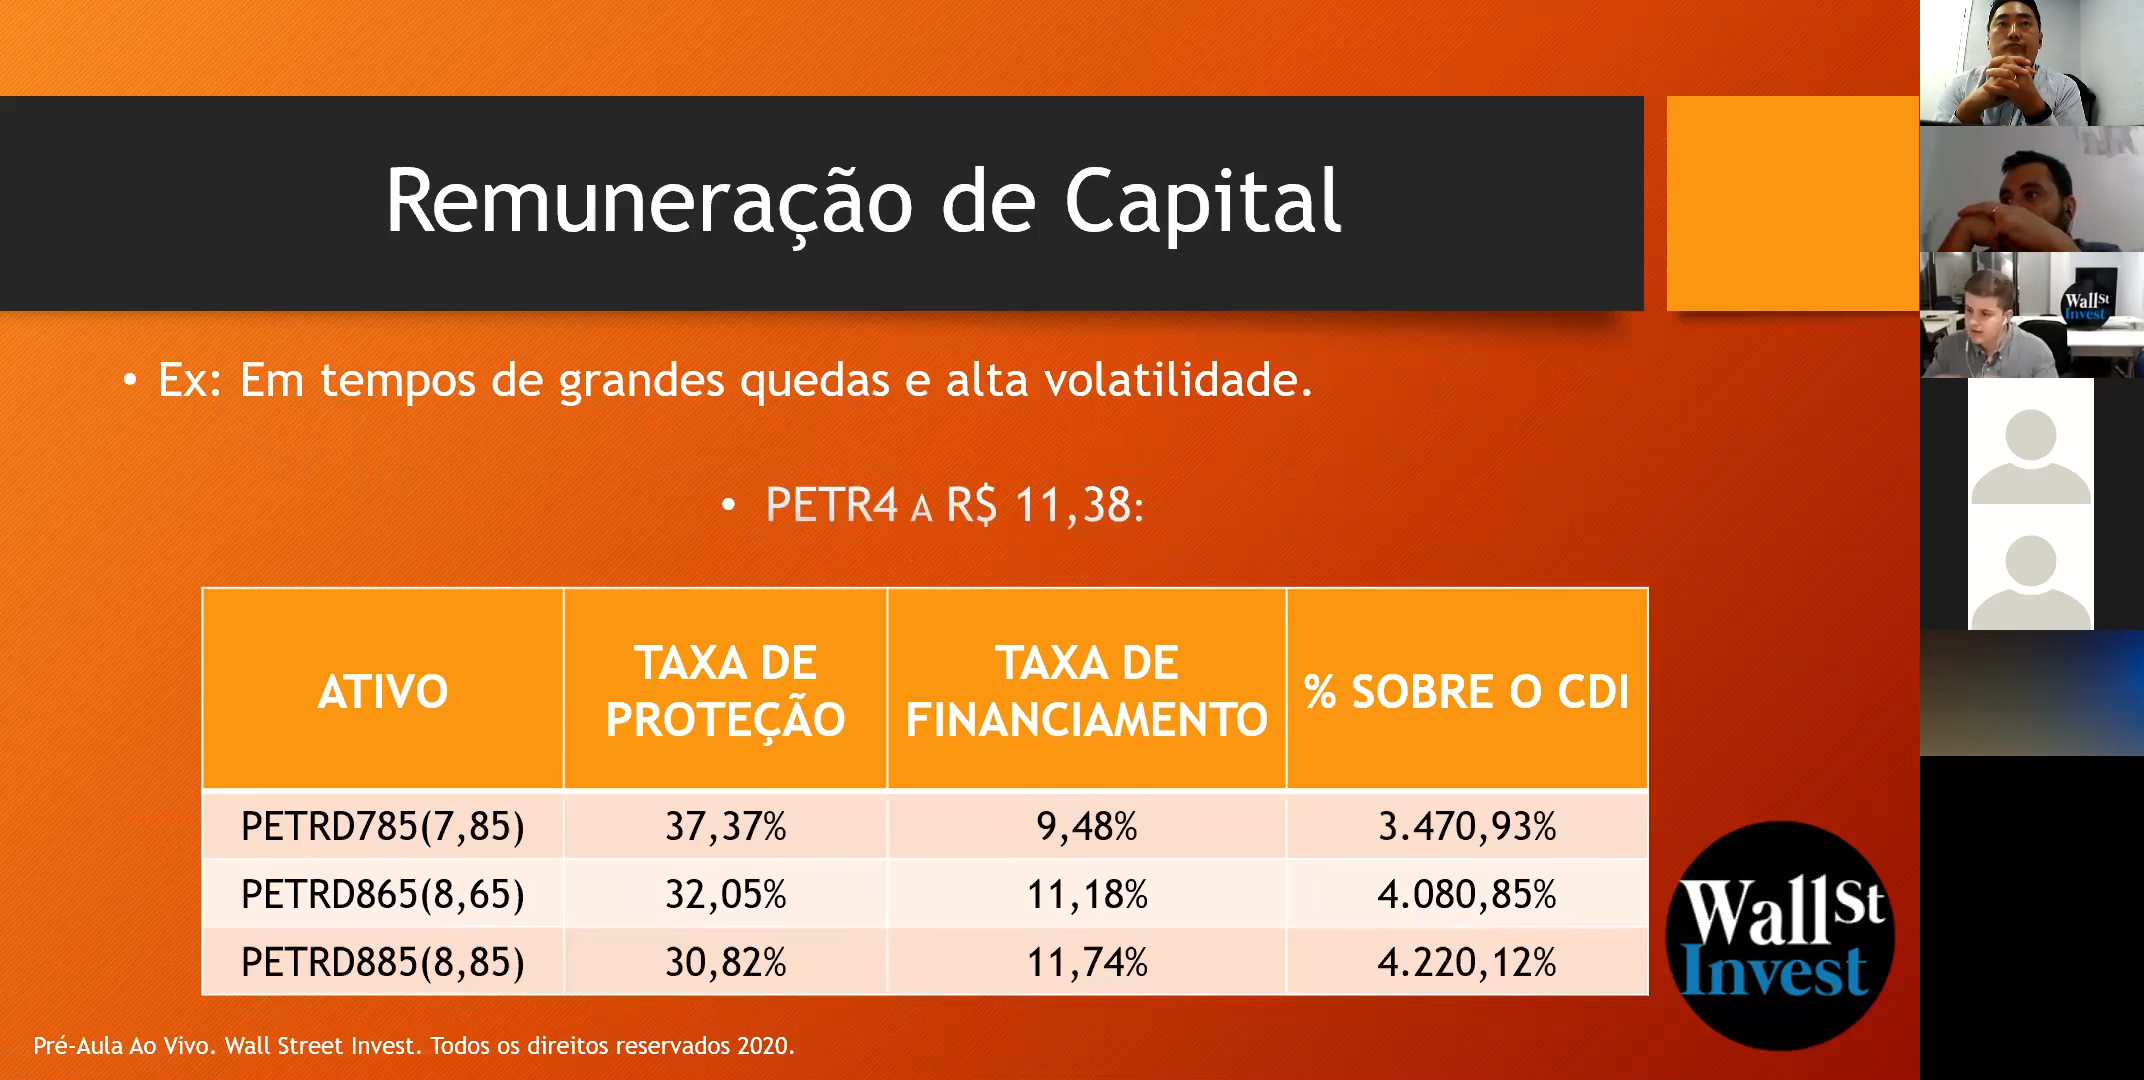 Remuneração de Capital
• Ex: Em tempos de grandes quedas e alta volatilidade.
• PETR4 A R$ 11,38:
ATIVO
TAXA DE
PROTEÇÃO
TAXA DE
FINANCIAMENTO
% SOBRE O CDI
PETRD785(7,85) 37,37% 9,48% 3.470,93%
PETRD865(8,65) 32,05% 11,18% 4.080,85%
PETRD885(8,85) 30,82% 11,74% 4.220,12%
WallSt
Invest
Pré-Aula Ao Vivo. Wall Street Invest. Todos os direitos reservados 2020.
WallSt
Invest